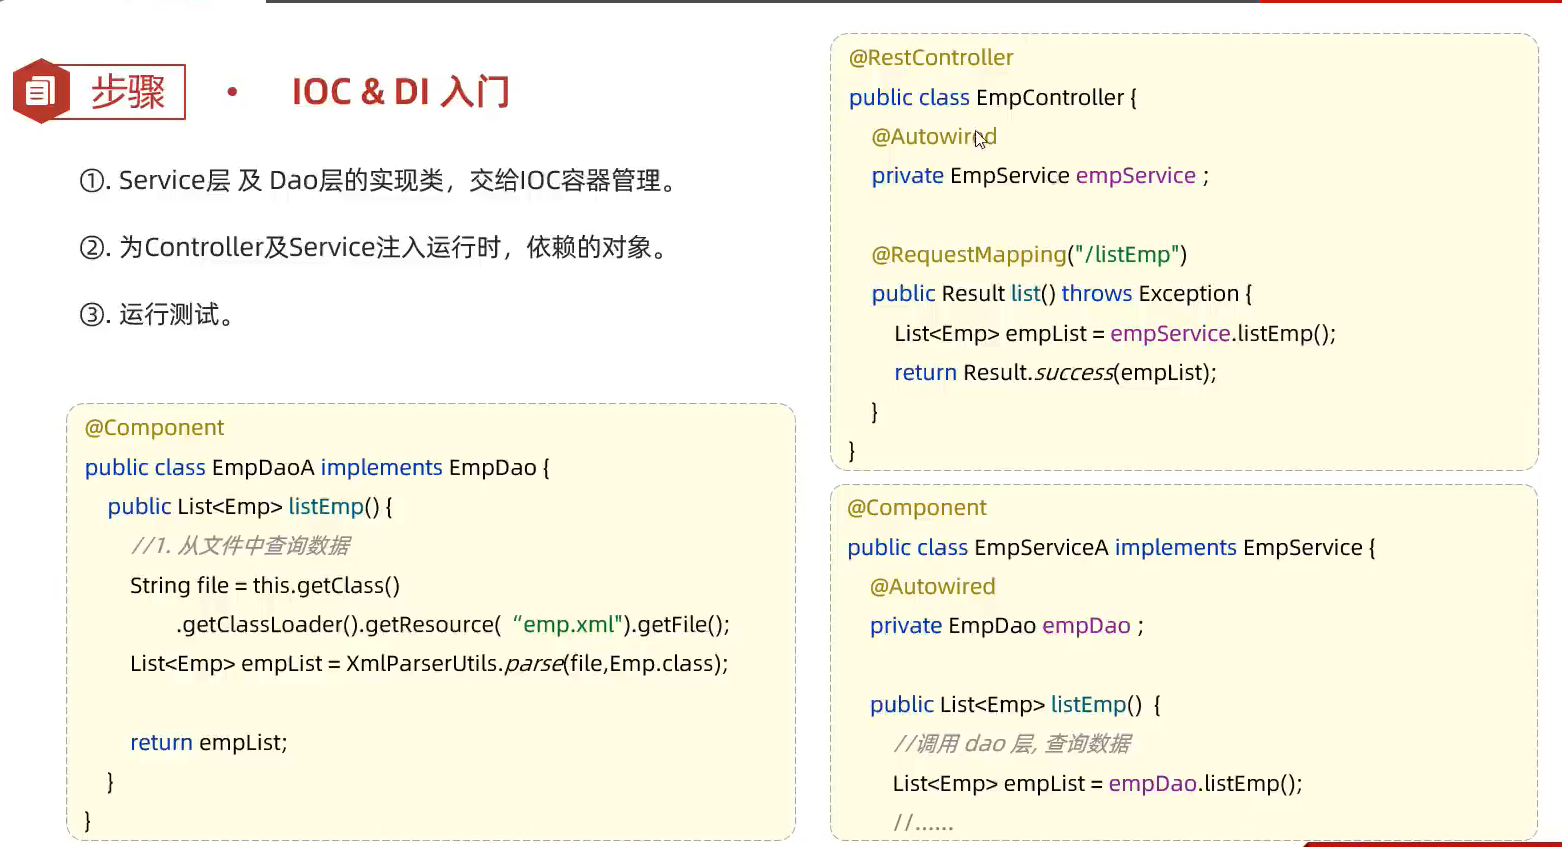 步骤
• IOC & DI 入门
①. Service层 及 Dao层的实现类，交给IOC容器管理。
②. 为Controller及Service注入运行时，依赖的对象。
③. 运行测试。
@Component
public class EmpDaoA implements EmpDao {
public List<Emp> listEmp() {
//1. 从文件中查询数据
String file = this.getClass()
.getClassLoader().getResource( “emp.xml").getFile();
List<Emp> empList = XmlParserUtils.parse(file,Emp.class);
return empList;
}
}
@RestController
public class EmpController {
@Autowired
private EmpService empService ;
@RequestMapping("/listEmp")
public Result list() throws Exception {
List<Emp> empList = empService.listEmp();
return Result.success(empList);
}
}
@Component
public class EmpServiceA implements EmpService {
@Autowired
private EmpDao empDao ;
public List<Emp> listEmp() {
//调用 dao 层, 查询数据
List<Emp> empList = empDao.listEmp();
//......